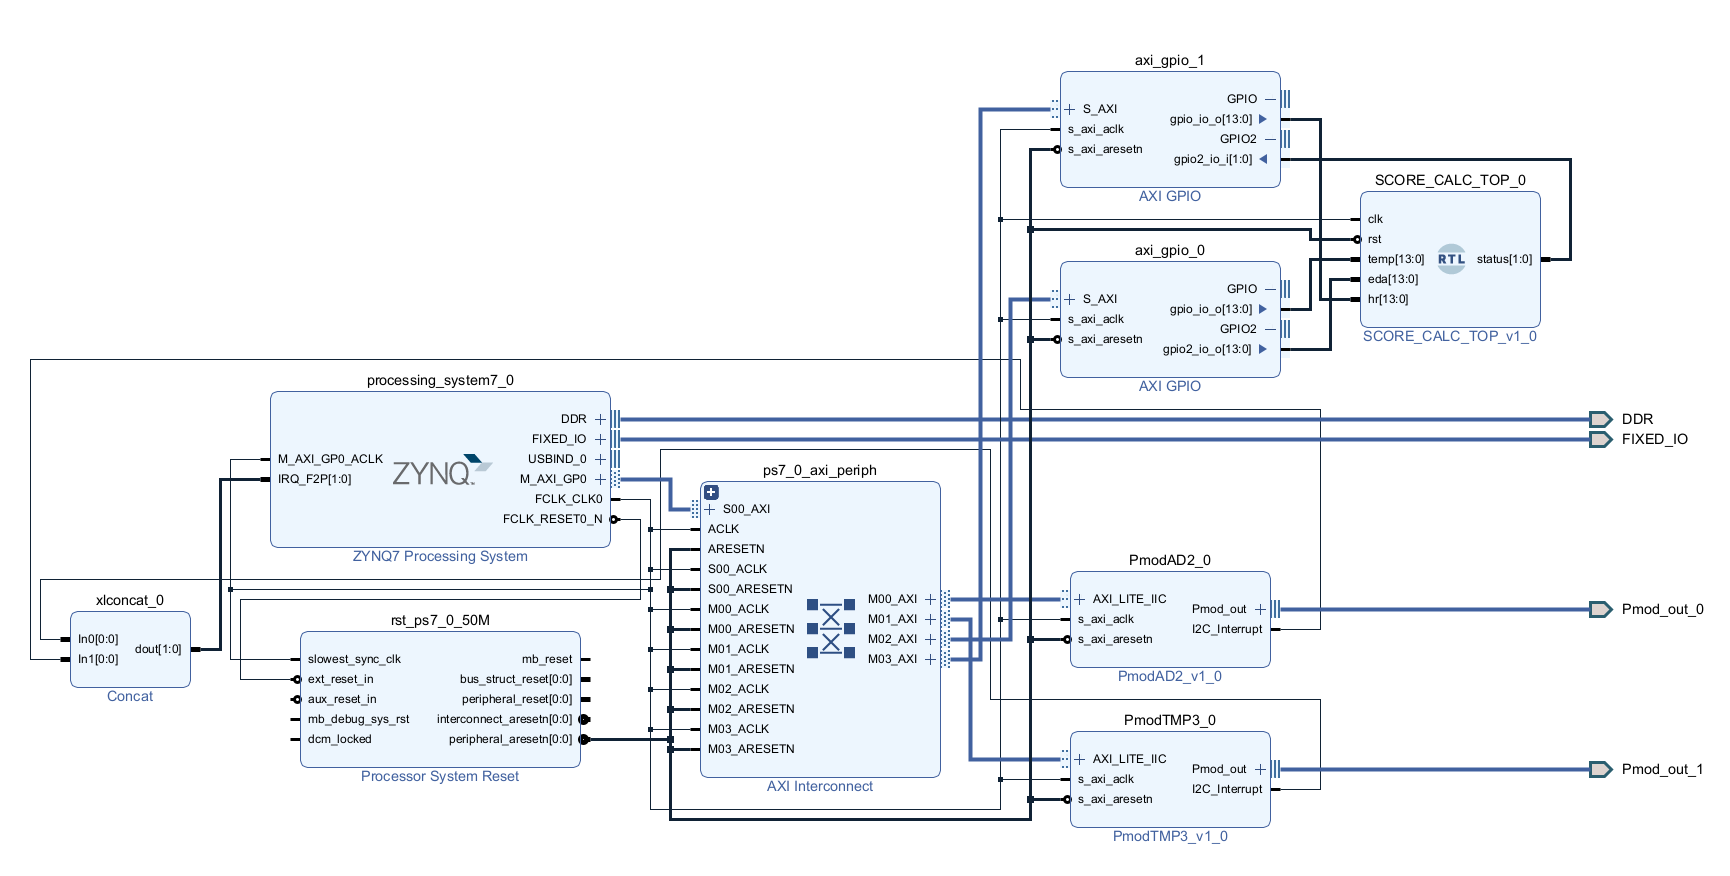 axi_gpio_1
S_AXI
s_axi_aclk
s_axi_aresetn
GPIO
gpio_io_o[13:0]
GPIO2
gpio2_io_i[1:0]
AXI GPIO
SCORE_CALC_TOP_0
clk
rst
temp[13:0]
eda[13:0]
hr[13:0]
RTL
status[1:0]
SCORE_CALC_TOP_v1_0
axi_gpio_0
S_AXI
s_axi_aclk
s_axi_aresetn
GPIO
gpio_io_o[13:0]
GPIO2
gpio2_io_o[13:0]
AXI GPIO
processing_system7_0
M_AXI_GP0_ACLK
IRQ_F2P[1:0]
ZYNQ
DDR
FIXED_IO
USBIND_0
M_AXI_GP0
FCLK_CLK0
FCLK_RESET0_N
ZYNQ7 Processing System
DDR
FIXED_IO
ps7_0_axi_periph
S00_AXI
ACLK
ARESETN
S00_ACLK
S00_ARESETN
M00_ACLK
M00_ARESETN
M01_ACLK
M01_ARESETN
M02_ACLK
M02_ARESETN
M03_ACLK
M03_ARESETN
M00_AXI
M01_AXI
M02_AXI
M03_AXI
AXI Interconnect
xlconcat_0
In0[0:0]
In1[0:0]
dout[1:0]
Concat
rst_ps7_0_50M
slowest_sync_clk
ext_reset_in
aux_reset_in
mb_debug_sys_rst
dcm_locked
mb_reset
bus_struct_reset[0:0]
peripheral_reset[0:0]
interconnect_aresetn[0:0]
peripheral_aresetn[0:0]
Processor System Reset
PmodAD2_0
AXI_LITE_IIC
s_axi_aclk
s_axi_aresetn
Pmod_out
I2C_Interrupt
PmodAD2_v1_0
Pmod_out_0
PmodTMP3_0
AXI_LITE_IIC
s_axi_aclk
s_axi_aresetn
Pmod_out
I2C_Interrupt
PmodTMP3_v1_0
Pmod_out_1